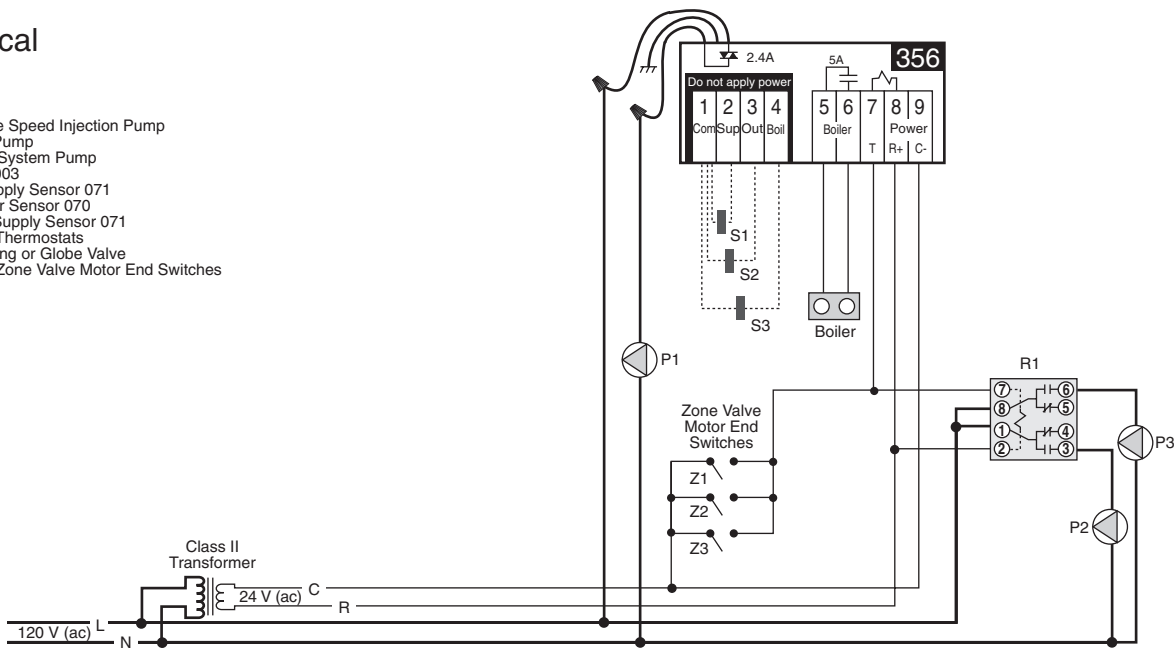 cal
e Speed Injection Pump
Pump
System Pump
003
pply Sensor 071
r Sensor 070
Supply Sensor 071
Thermostats
ng or Globe Valve
Zone Valve Motor End Switches
2.4A
5A
356
Do not apply power
1 2 3 4
Com Sup Out Boil
5 6 7 8 9
Boiler
Power
T R+ C-
S1
S2
S3
Boiler
P1
R1
7
8
1
2
6
5
4
3
P3
P2
Zone Valve
Motor End
Switches
Z1
Z2
Z3
Class II
Transformer
24 V (ac)
C
R
120 V (ac)
L
N